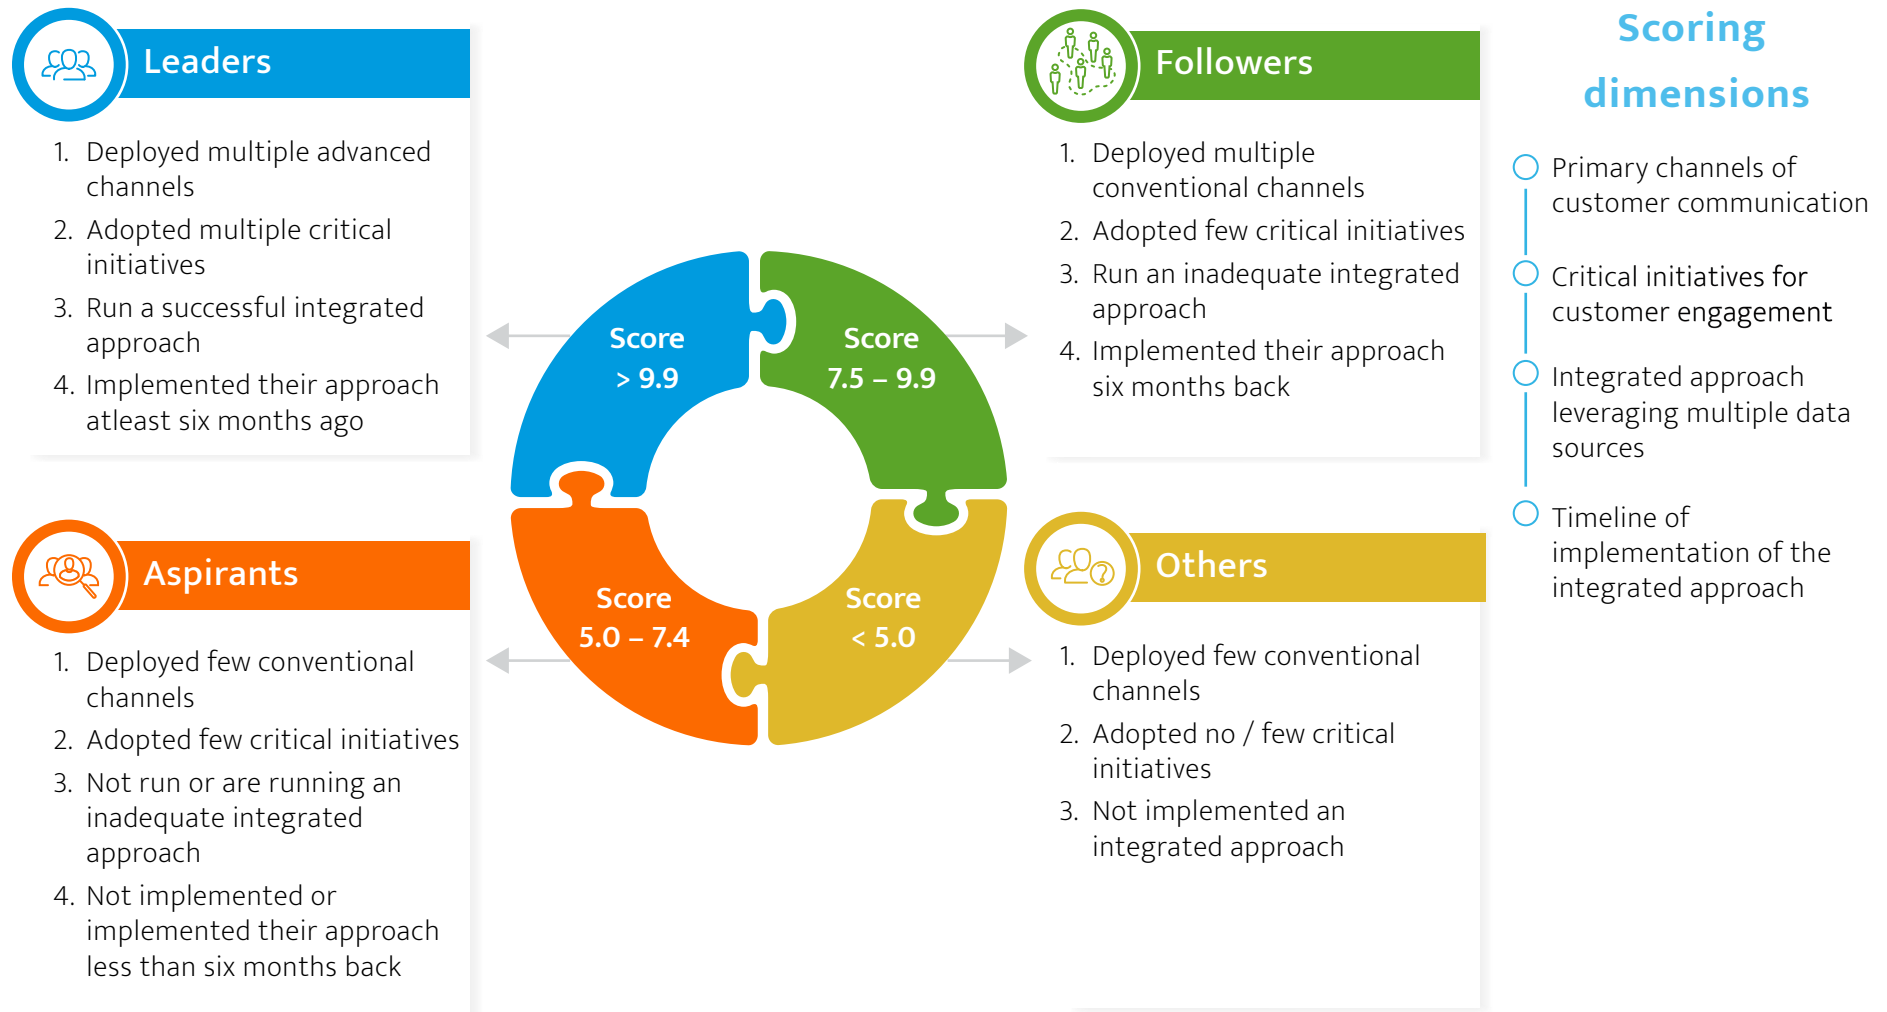 Leaders
1. Deployed multiple advanced
channels
2. Adopted multiple critical
initiatives
3. Run a successful integrated
approach
4. Implemented their approach
atleast six months ago
Followers
1. Deployed multiple
conventional channels
2. Adopted few critical initiatives
3. Run an inadequate integrated
approach
4. Implemented their approach
six months back
Score
> 9.9
Score
7.5 – 9.9
Score
5.0 – 7.4
Score
< 5.0
Aspirants
1. Deployed few conventional
channels
2. Adopted few critical initiatives
3. Not run or are running an
inadequate integrated
approach
4. Not implemented or
implemented their approach
less than six months back
Others
1. Deployed few conventional
channels
2. Adopted no / few critical
initiatives
3. Not implemented an
integrated approach
Scoring
dimensions
Primary channels of
customer communication
Critical initiatives for
customer engagement
Integrated approach
leveraging multiple data
sources
Timeline of
implementation of the
integrated approach